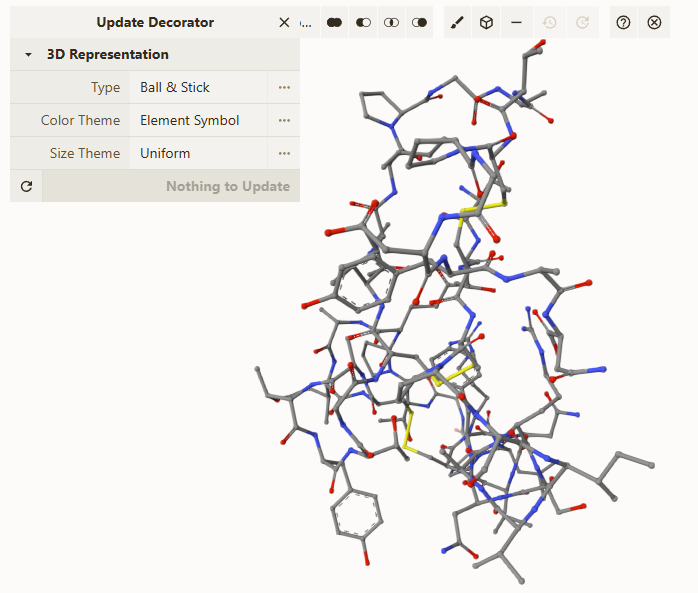 Update Decorator
3D Representation
Type Ball & Stick
Color Theme Element Symbol
Size Theme Uniform
Nothing to Update